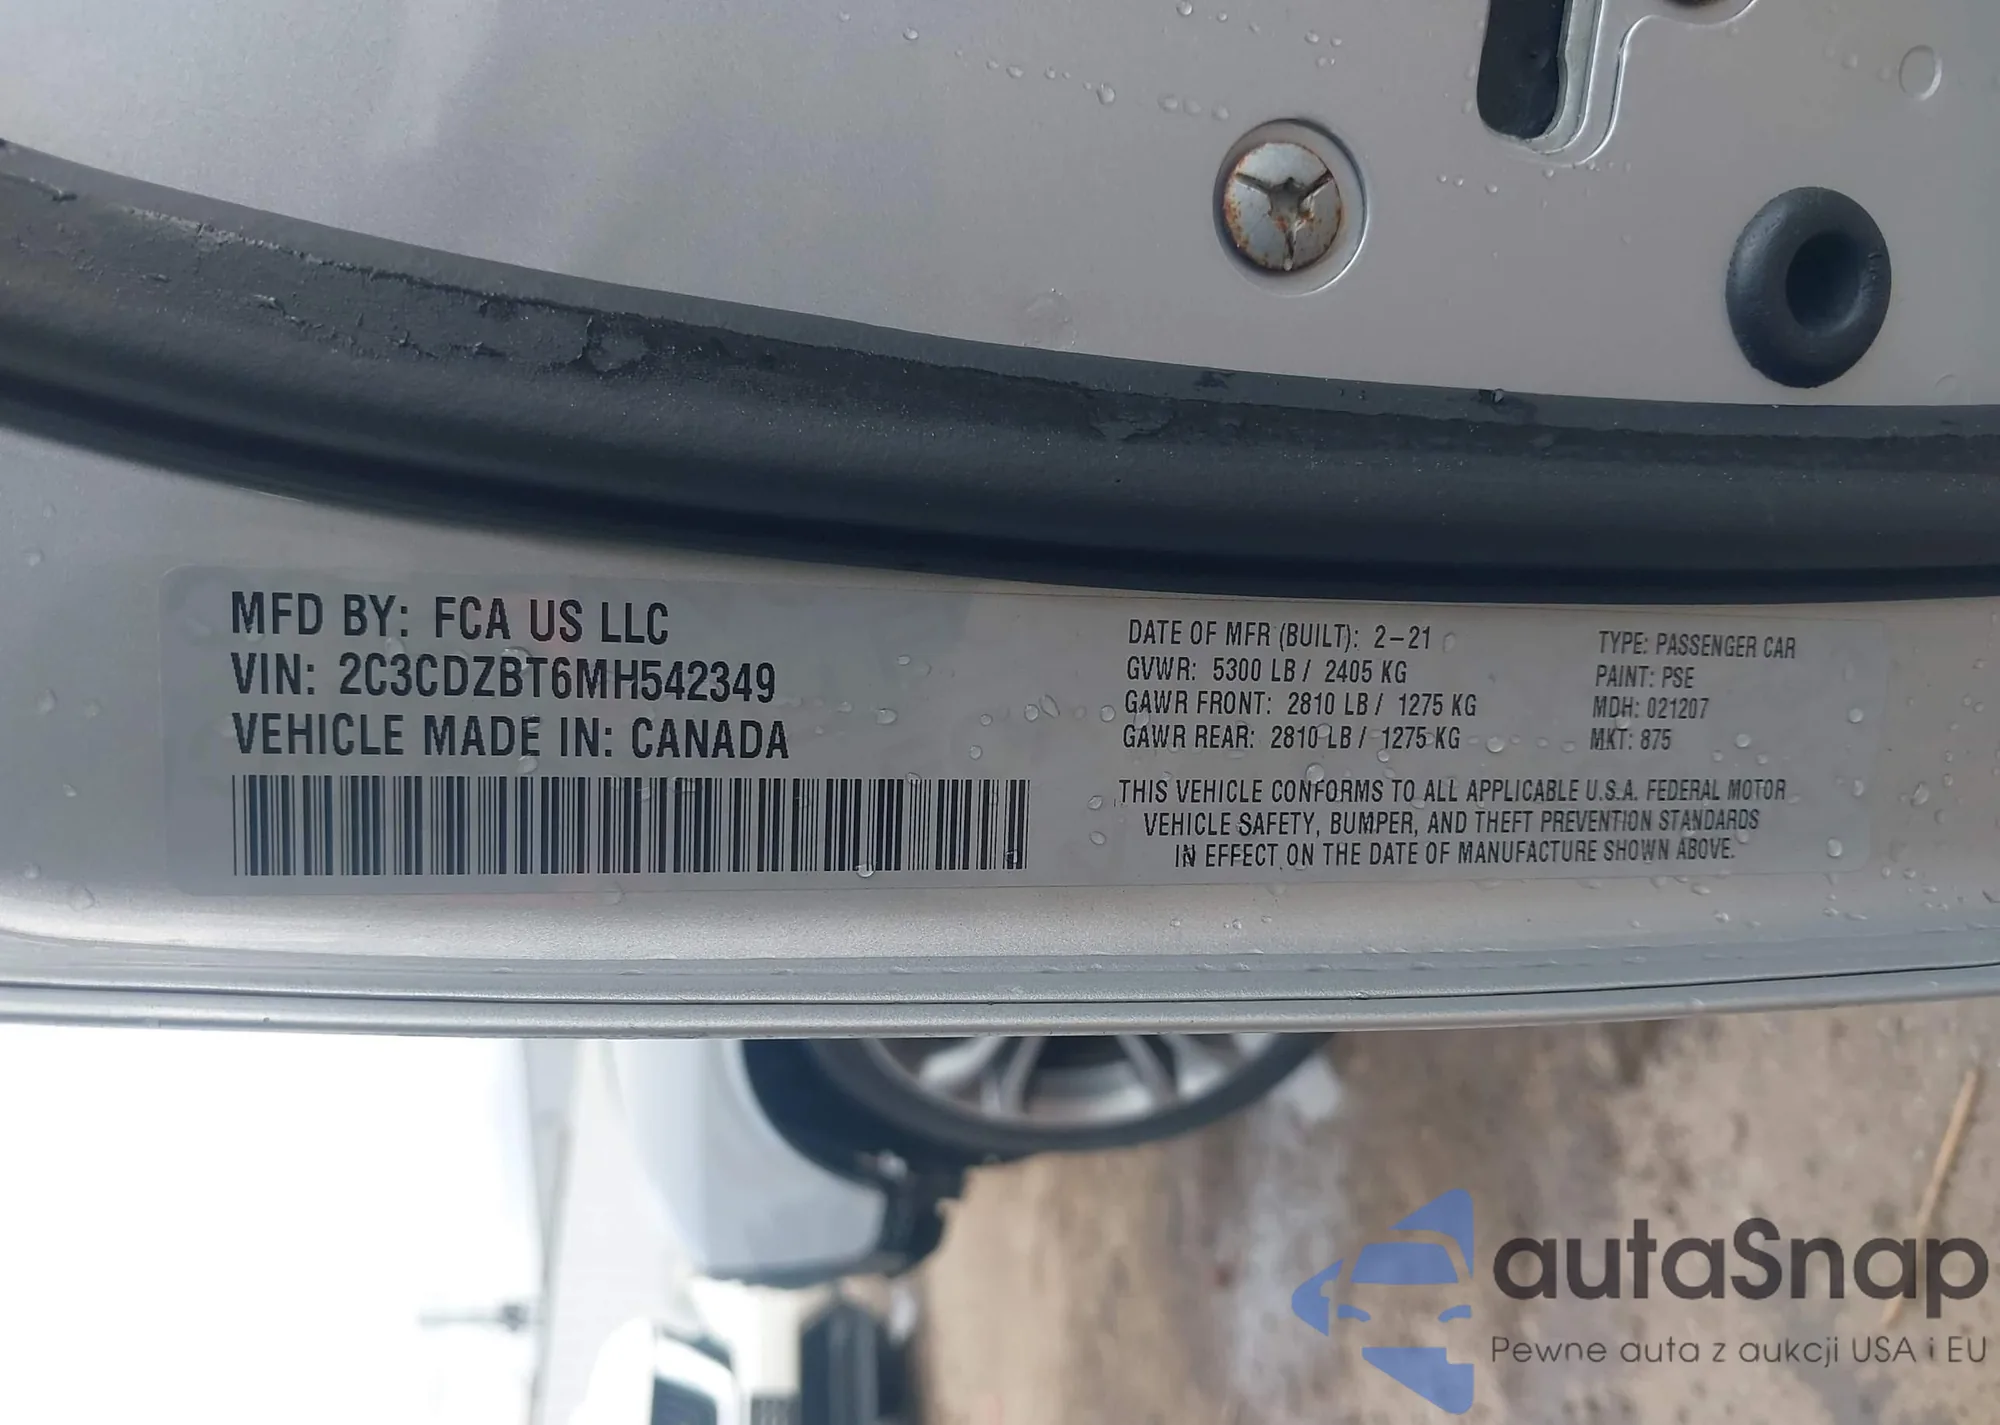 MFD BY: FCA US LLC
VIN: 2C3CDZBT6MH542349
VEHICLE MADE IN: CANADA
DATE OF MFR (BUILT): 2-21
GVWR: 5300 LB / 2405 KG
GAWR FRONT: 2810 LB / 1275 KG
GAWR REAR: 2810 LB / 1275 KG
TYPE: PASSENGER CAR
PAINT: PSE
MDH: 021207
MKT: 875
THIS VEHICLE CONFORMS TO ALL APPLICABLE U.S.A. FEDERAL MOTOR
VEHICLE SAFETY, BUMPER, AND THEFT PREVENTION STANDARDS
IN EFFECT ON THE DATE OF MANUFACTURE SHOWN ABOVE.
autaSnap
Pewne auta z aukcji USA i EU